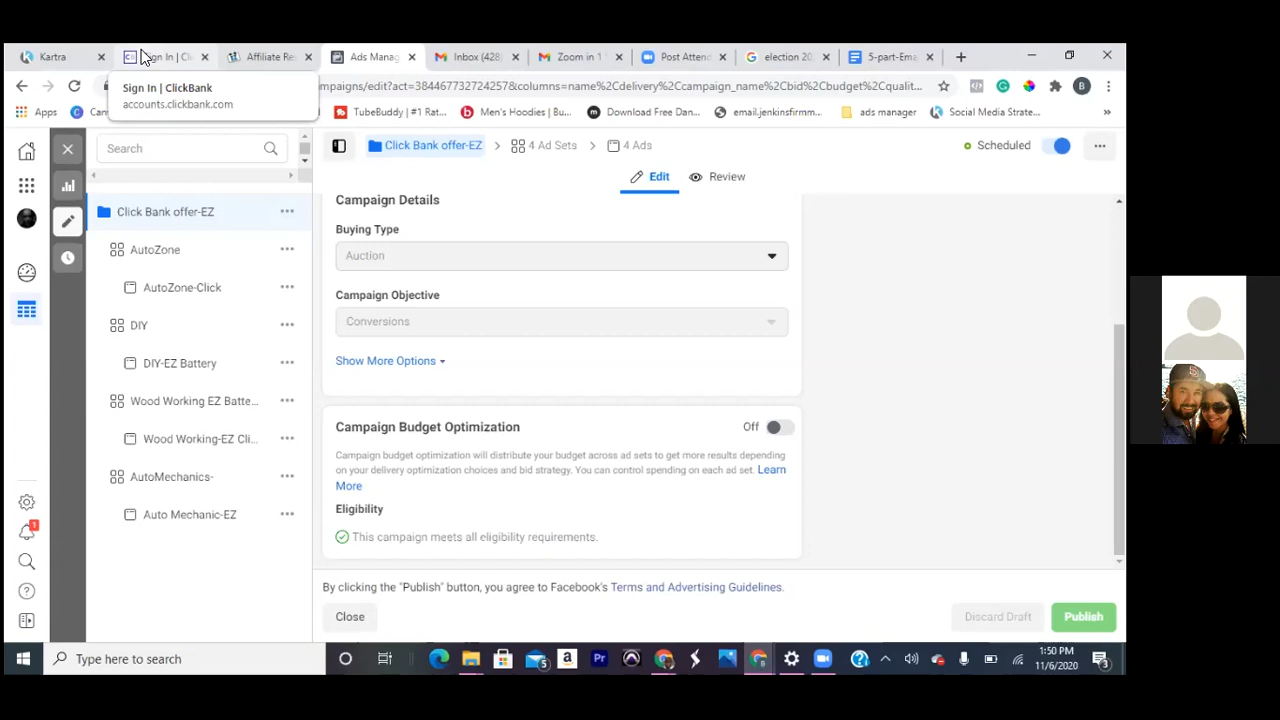 Kartra
Sign In | Cli
Affiliate Re
Ads Manag
Inbox (428
Zoom in 1
Post Attend
election 20
5-part-Ema
Sign In | ClickBank
accounts.clickbank.com
mpaigns/edit?act=384467732724257&columns=name%2Cdelivery%2Ccampaign_name%2Cbid%2Cbudget%2Cqualit...
Apps
Can
TubeBuddy | #1 Rat...
Men's Hoodies | Bu...
Download Free Dan...
email.jenkinsfirmm...
ads manager
Social Media Strate...
Search
Click Bank offer-EZ
4 Ad Sets
4 Ads
Scheduled
Edit
Review
Click Bank offer-EZ
AutoZone
AutoZone-Click
DIY
DIY-EZ Battery
Wood Working EZ Batte...
Wood Working-EZ Cli...
AutoMechanics-
Auto Mechanic-EZ
Campaign Details
Buying Type
Auction
Campaign Objective
Conversions
Show More Options
Campaign Budget Optimization
Off
Campaign budget optimization will distribute your budget across ad sets to get more results depending
on your delivery optimization choices and bid strategy. You can control spending on each ad set. Learn
More
Eligibility
This campaign meets all eligibility requirements.
By clicking the "Publish" button, you agree to Facebook's Terms and Advertising Guidelines.
Close
Discard Draft
Publish
Type here to search
1:50 PM
11/6/2020